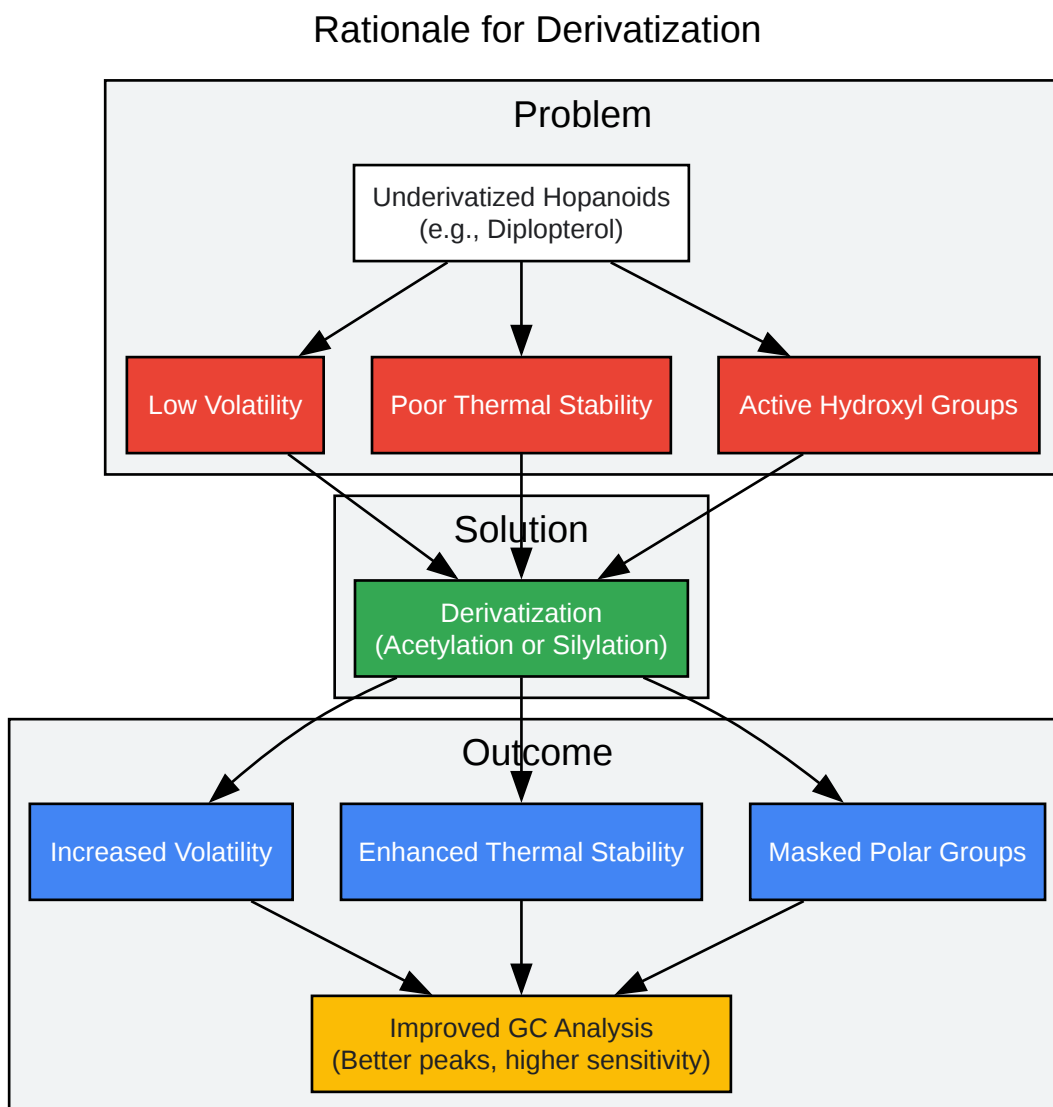 Rationale for Derivatization
Problem
Underivatized Hopanoids
(e.g., Diplopterol)
Low Volatility
Poor Thermal Stability
Active Hydroxyl Groups
Solution
Derivatization
(Acetylation or Silylation)
Outcome
Increased Volatility
Enhanced Thermal Stability
Masked Polar Groups
Improved GC Analysis
(Better peaks, higher sensitivity)